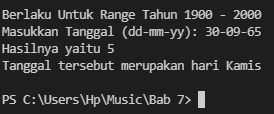 Berlaku Untuk Range Tahun 1900 - 2000
Masukkan Tanggal (dd-mm-yy): 30-09-65
Hasilnya yaitu 5
Tanggal tersebut merupakan hari Kamis
PS C:\Users\Hp\Music\Bab 7>